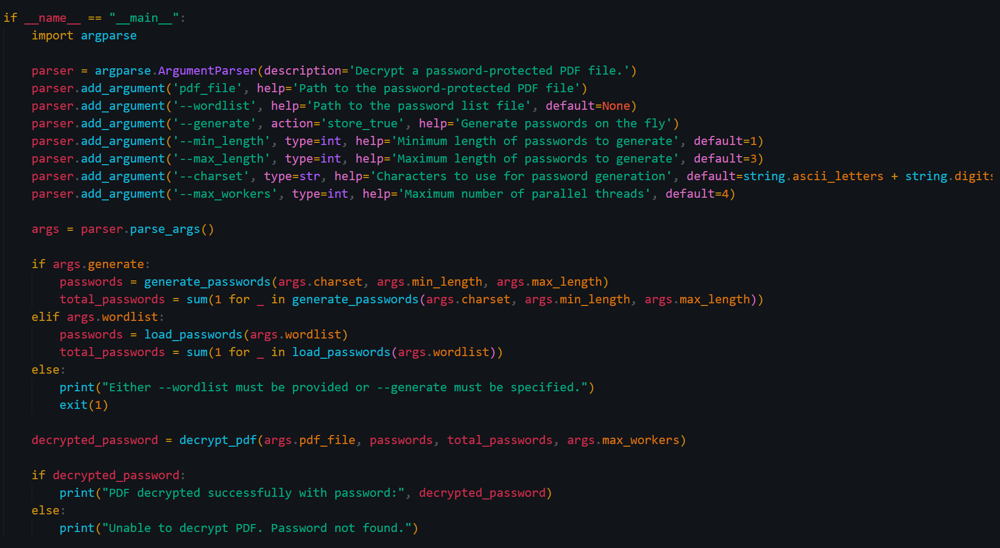 if __name__ == "__main__":
    import argparse

    parser = argparse.ArgumentParser(description='Decrypt a password-protected PDF file.')
    parser.add_argument('pdf_file', help='Path to the password-protected PDF file')
    parser.add_argument('--wordlist', help='Path to the password list file', default=None)
    parser.add_argument('--generate', action='store_true', help='Generate passwords on the fly')
    parser.add_argument('--min_length', type=int, help='Minimum length of passwords to generate', default=1)
    parser.add_argument('--max_length', type=int, help='Maximum length of passwords to generate', default=3)
    parser.add_argument('--charset', type=str, help='Characters to use for password generation', default=string.ascii_letters + string.digits
    parser.add_argument('--max_workers', type=int, help='Maximum number of parallel threads', default=4)

    args = parser.parse_args()

    if args.generate:
        passwords = generate_passwords(args.charset, args.min_length, args.max_length)
        total_passwords = sum(1 for _ in generate_passwords(args.charset, args.min_length, args.max_length))
    elif args.wordlist:
        passwords = load_passwords(args.wordlist)
        total_passwords = sum(1 for _ in load_passwords(args.wordlist))
    else:
        print("Either --wordlist must be provided or --generate must be specified.")
        exit(1)

    decrypted_password = decrypt_pdf(args.pdf_file, passwords, total_passwords, args.max_workers)

    if decrypted_password:
        print("PDF decrypted successfully with password:", decrypted_password)
    else:
        print("Unable to decrypt PDF. Password not found.")